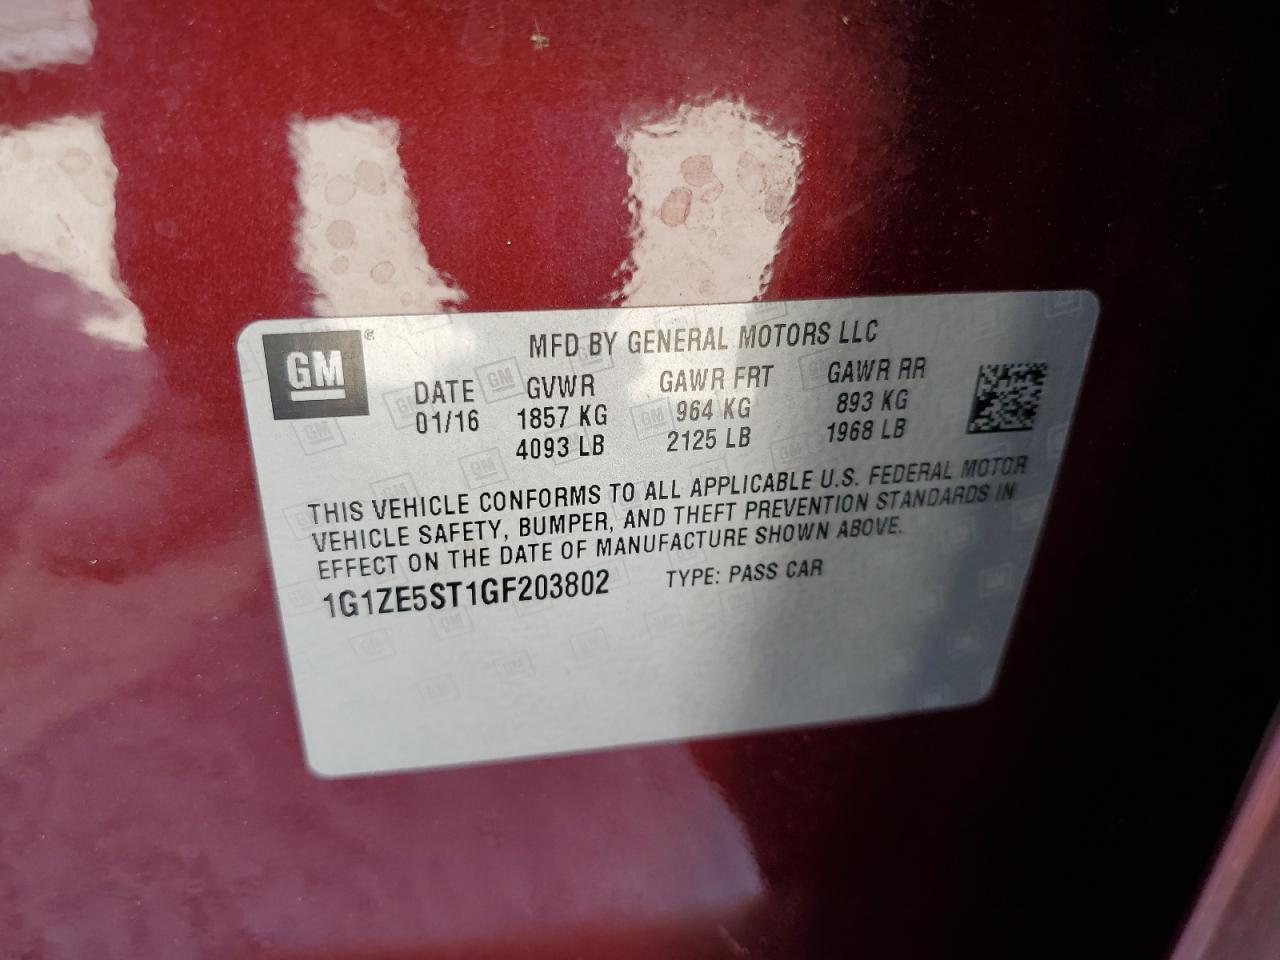 GM®
MFD BY GENERAL MOTORS LLC
DATE GVWR GAWR FRT GAWR RR
01/16 1857 KG 964 KG 893 KG
4093 LB 2125 LB 1968 LB
THIS VEHICLE CONFORMS TO ALL APPLICABLE U.S. FEDERAL MOTOR
VEHICLE SAFETY, BUMPER, AND THEFT PREVENTION STANDARDS IN
EFFECT ON THE DATE OF MANUFACTURE SHOWN ABOVE.
1G1ZE5ST1GF203802 TYPE: PASS CAR